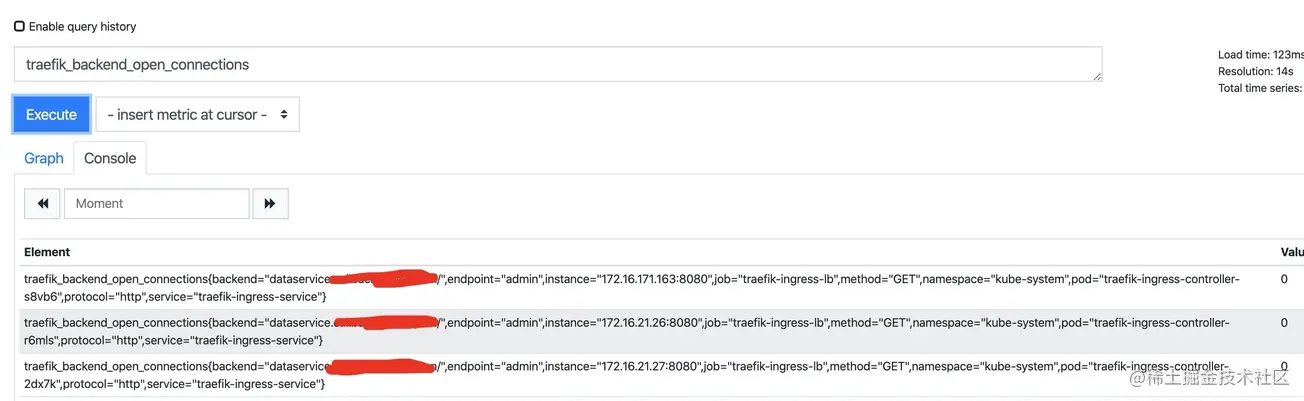 Enable query history
traefik_backend_open_connections
Load time: 123ms
Resolution: 14s
Total time series:
Execute
- insert metric at cursor -
Graph
Console
Moment
Element
Valu
traefik_backend_open_connections{backend="dataservice /",endpoint="admin",instance="172.16.171.163:8080",job="traefik-ingress-lb",method="GET",namespace="kube-system",pod="traefik-ingress-controller-
s8vb6",protocol="http",service="traefik-ingress-service"}
0
traefik_backend_open_connections{backend="dataservice. /",endpoint="admin",instance="172.16.21.26:8080",job="traefik-ingress-lb",method="GET",namespace="kube-system",pod="traefik-ingress-controller-
r6mls",protocol="http",service="traefik-ingress-service"}
0
traefik_backend_open_connections{backend="dataservice /",endpoint="admin",instance="172.16.21.27:8080",job="traefik-ingress-lb",method="GET",namespace="kube-system",pod="traefik-ingress-controller-
2dx7k",protocol="http",service="traefik-ingress-service"}
0
@稀土掘金技术社区